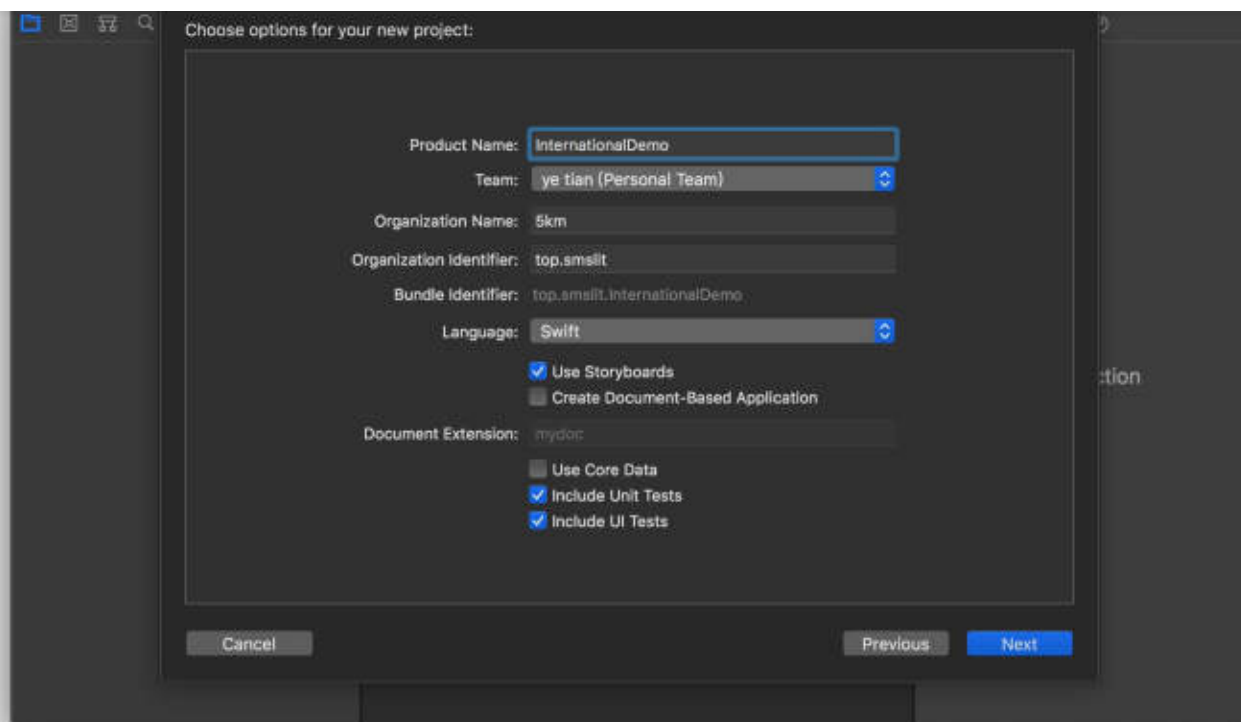 Choose options for your new project:
Product Name: InternationalDemo
Team: ye tian (Personal Team)
Organization Name: 5km
Organization Identifier: top.smslit
Bundle Identifier: top.smslit.InternationalDemo
Language: Swift
Use Storyboards
ction
Create Document-Based Application
Document Extension: mydoc
Use Core Data
Include Unit Tests
Include UI Tests
Cancel Previous Next